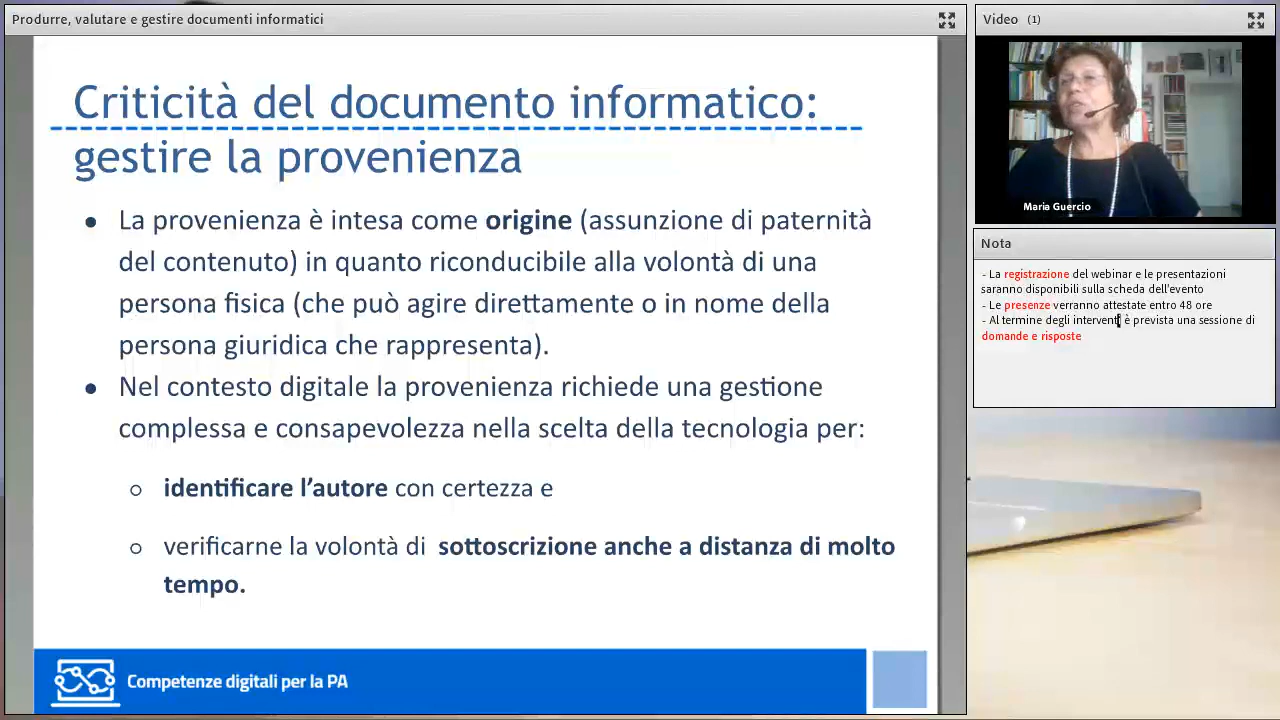 Produrre, valutare e gestire documenti informatici
Criticità del documento informatico:
gestire la provenienza
● La provenienza è intesa come origine (assunzione di paternità
del contenuto) in quanto riconducibile alla volontà di una
persona fisica (che può agire direttamente o in nome della
persona giuridica che rappresenta).
● Nel contesto digitale la provenienza richiede una gestione
complessa e consapevolezza nella scelta della tecnologia per:
○ identificare l'autore con certezza e
○ verificarne la volontà di sottoscrizione anche a distanza di molto
tempo.
Competenze digitali per la PA
Video (1)
Maria Guercio
Nota
- La registrazione del webinar e le presentazioni
saranno disponibili sulla scheda dell'evento
- Le presenze verranno attestate entro 48 ore
- Al termine degli interventi è prevista una sessione di
domande e risposte